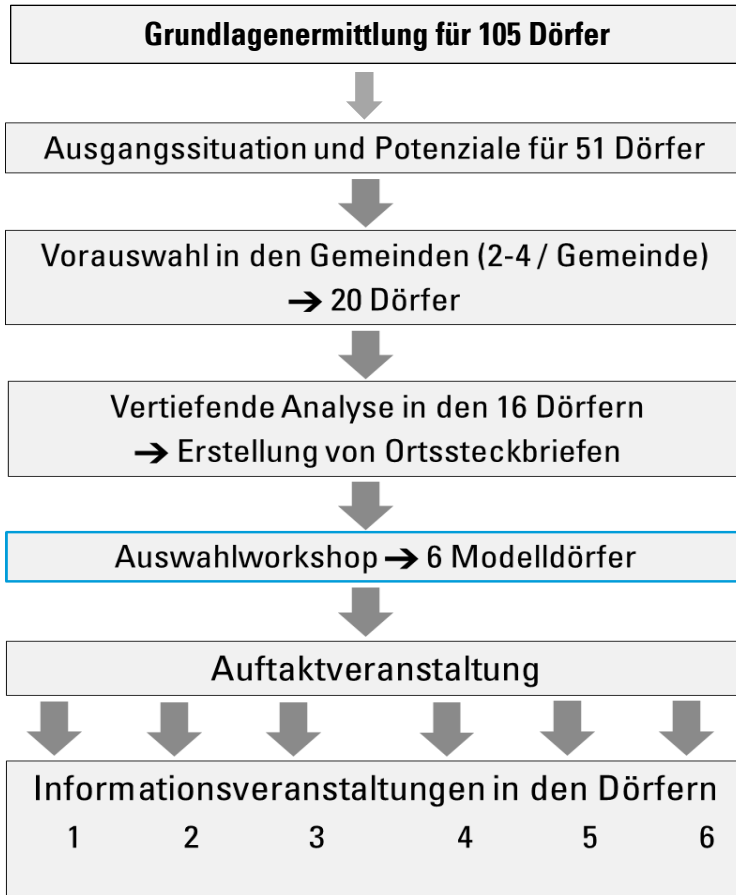 Grundlagenermittlung für 105 Dörfer
Ausgangssituation und Potenziale für 51 Dörfer
Vorauswahl in den Gemeinden (2-4 / Gemeinde)
→ 20 Dörfer
Vertiefende Analyse in den 16 Dörfern
→ Erstellung von Ortssteckbriefen
Auswahlworkshop → 6 Modelldörfer
Auftaktveranstaltung
Informationsveranstaltungen in den Dörfern
1 2 3 4 5 6